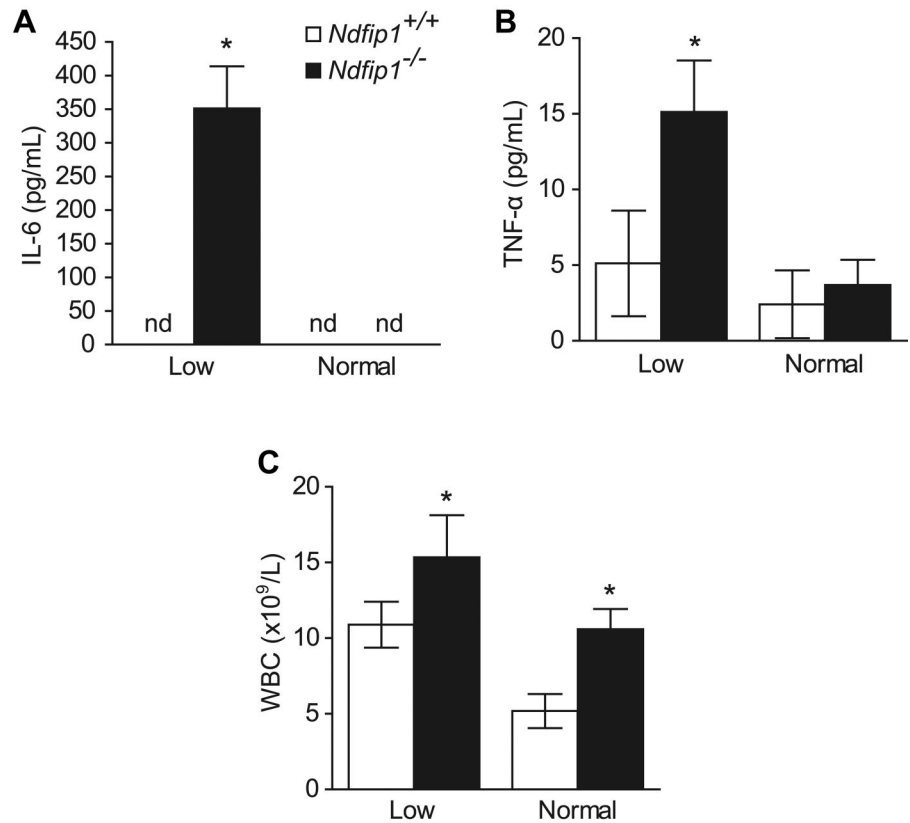 A
450
400
350
300
250
200
150
100
50
0
IL-6 (pg/mL)
*
nd
nd
nd
Low
Normal
Ndfip1+/+
Ndfip1-/-
B
20
15
10
5
0
TNF-α (pg/mL)
*
Low
Normal
C
20
15
10
5
0
WBC (x10⁹/L)
*
*
Low
Normal